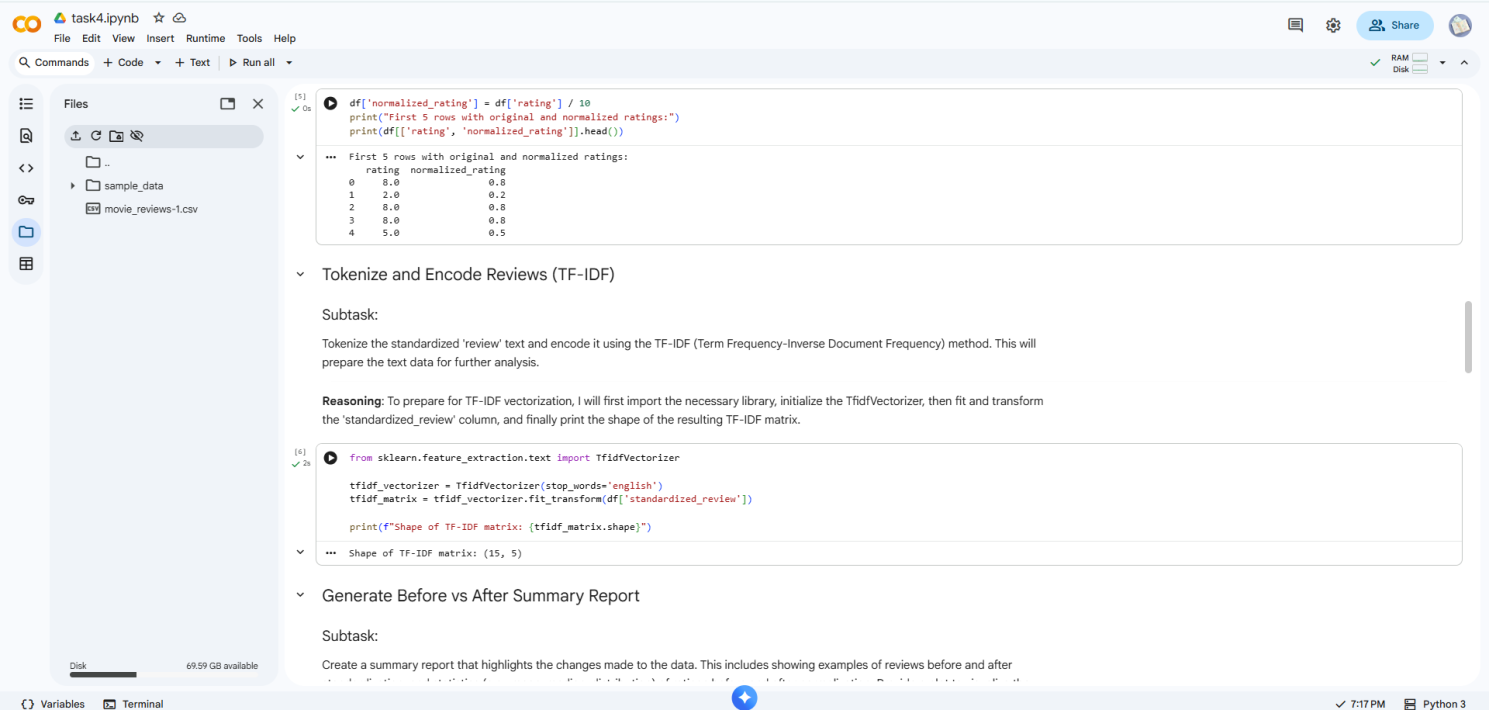 task4.ipynb
File Edit View Insert Runtime Tools Help
Share
Commands + Code + Text Run all
RAM
Disk
Files
..
sample_data
CSV movie_reviews-1.csv
Disk 69.59 GB available
[5]
0s
df['normalized_rating'] = df['rating'] / 10
print("First 5 rows with original and normalized ratings:")
print(df[['rating', 'normalized_rating']].head())
... First 5 rows with original and normalized ratings:
rating normalized_rating
0 8.0 0.8
1 2.0 0.2
2 8.0 0.8
3 8.0 0.8
4 5.0 0.5
Tokenize and Encode Reviews (TF-IDF)
Subtask:
Tokenize the standardized 'review' text and encode it using the TF-IDF (Term Frequency-Inverse Document Frequency) method. This will
prepare the text data for further analysis.
Reasoning: To prepare for TF-IDF vectorization, I will first import the necessary library, initialize the TfidfVectorizer, then fit and transform
the 'standardized_review' column, and finally print the shape of the resulting TF-IDF matrix.
[6]
2s
from sklearn.feature_extraction.text import TfidfVectorizer
tfidf_vectorizer = TfidfVectorizer(stop_words='english')
tfidf_matrix = tfidf_vectorizer.fit_transform(df['standardized_review'])
print(f"Shape of TF-IDF matrix: {tfidf_matrix.shape}")
... Shape of TF-IDF matrix: (15, 5)
Generate Before vs After Summary Report
Subtask:
Create a summary report that highlights the changes made to the data. This includes showing examples of reviews before and after
Variables Terminal
7:17 PM Python 3